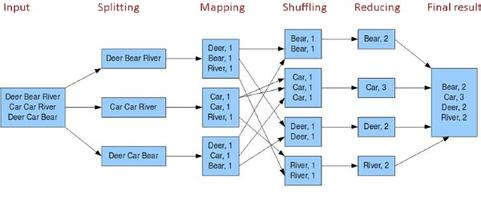 Input
Splitting
Mapping
Shuffling
Reducing
Final result
Deer Bear River
Car Car River
Deer Car Bear
Deer Bear River
Car Car River
Deer Car Bear
Deer, 1
Bear, 1
River, 1
Car, 1
Car, 1
River, 1
Deer, 1
Car, 1
Bear, 1
Bear, 1
Bear, 1
Car, 1
Car, 1
Car, 1
Deer, 1
Deer, 1
River, 1
River, 1
Bear, 2
Car, 3
Deer, 2
River, 2
Bear, 2
Car, 3
Deer, 2
River, 2